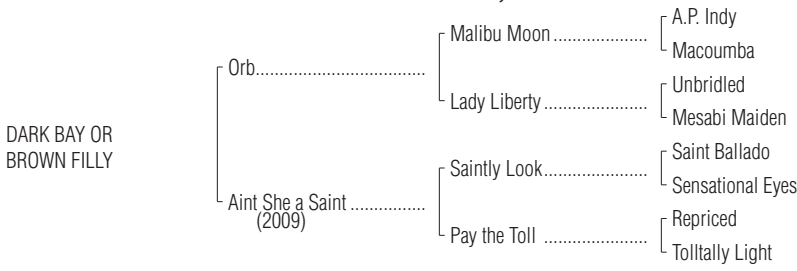 A.P. Indy
Malibu Moon ......................
Macoumba
Orb.......................................
Unbridled
Lady Liberty ........................
Mesabi Maiden
DARK BAY OR
BROWN FILLY
Saint Ballado
Saintly Look........................
Sensational Eyes
Aint She a Saint .................
(2009)
Repriced
Pay the Toll ........................
Tolltally Light